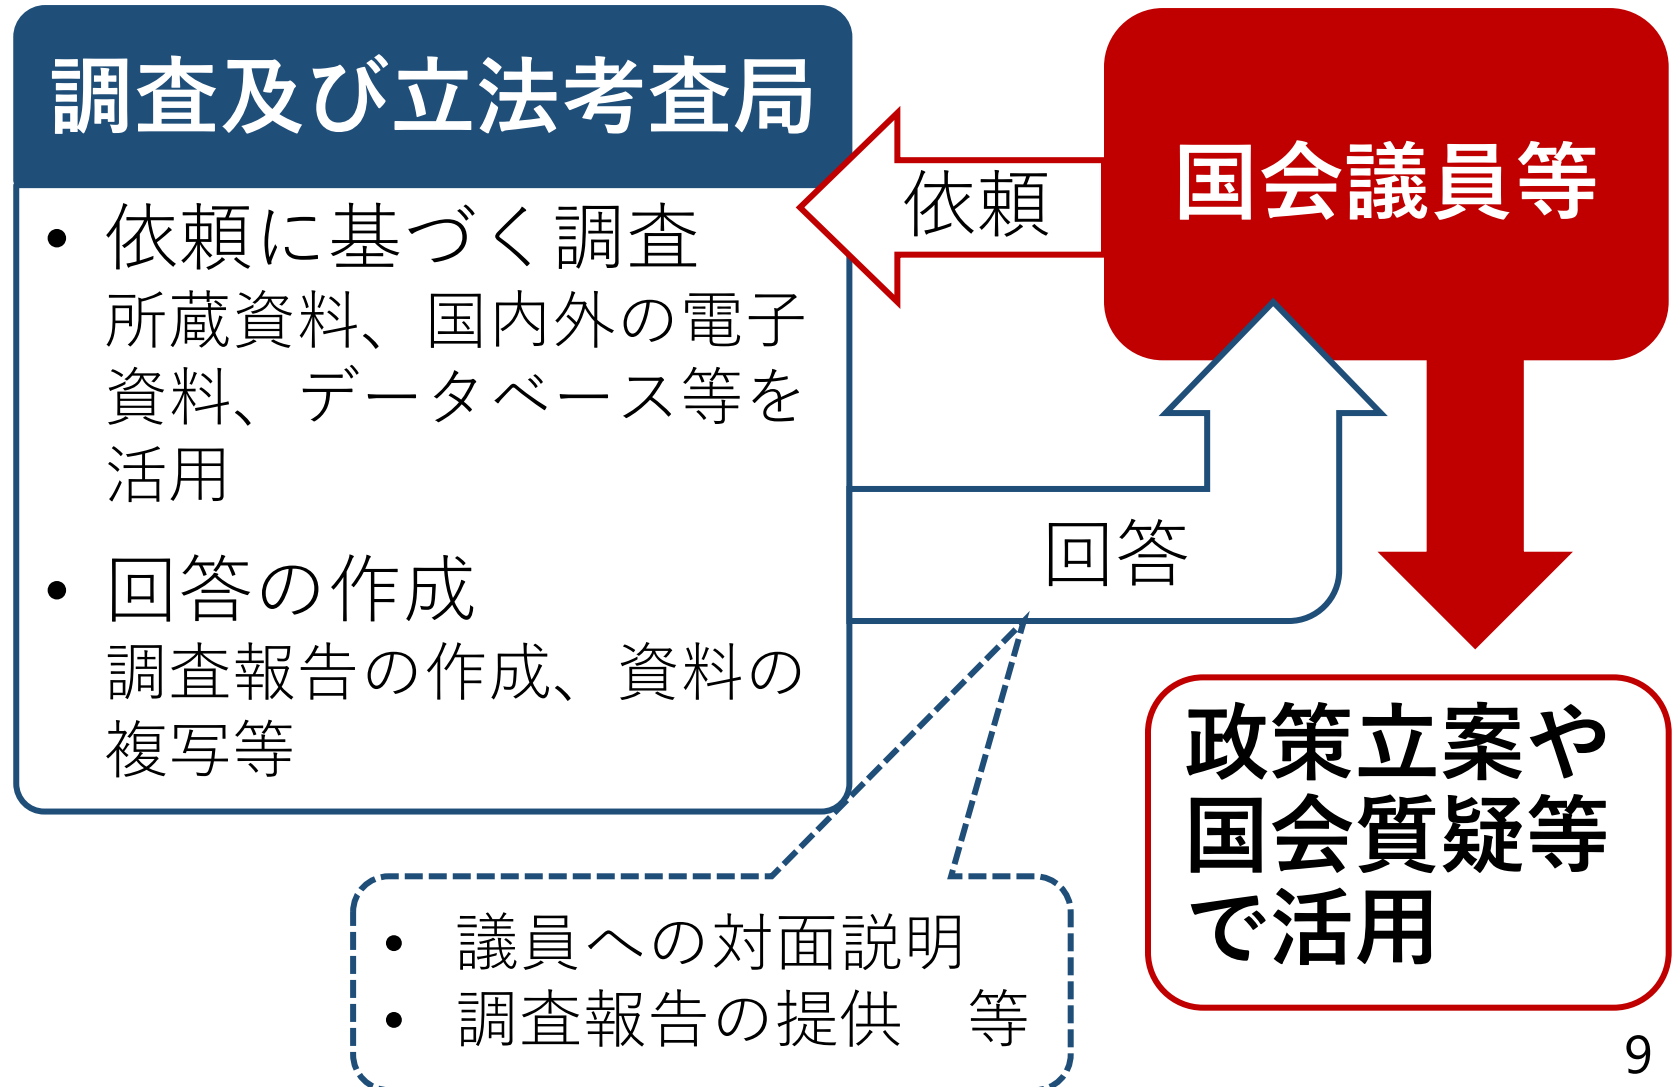 調査及び立法考査局
• 依頼に基づく調査
所蔵資料、国内外の電子
資料、データベース等を
活用
• 回答の作成
調査報告の作成、資料の
複写等
依頼
国会議員等
回答
• 議員への対面説明
• 調査報告の提供　等
政策立案や
国会質疑等
で活用
9